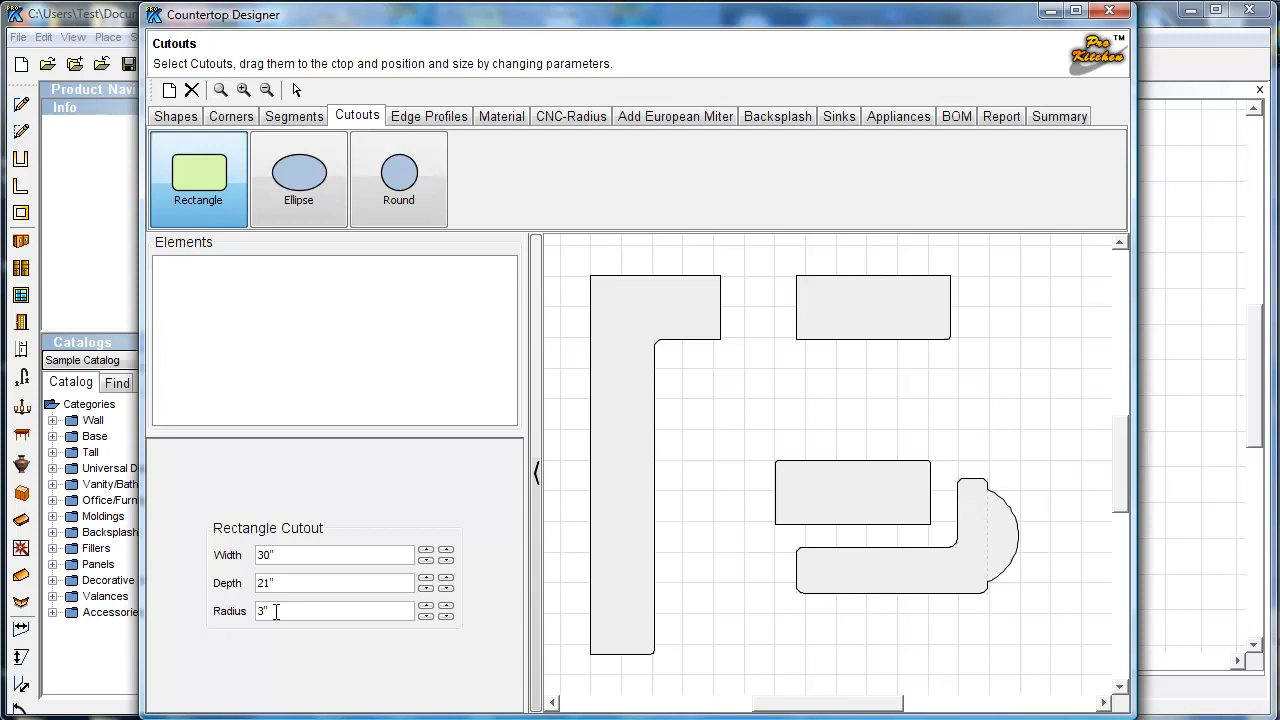 PRO
C:\Users\Test\Docum
Countertop Designer
File Edit View Place
Cutouts
Select Cutouts, drag them to the ctop and position and size by changing parameters.
Pro Kitchen™
Product Navi
Info
Shapes Corners Segments Cutouts Edge Profiles Material CNC-Radius Add European Miter Backsplash Sinks Appliances BOM Report Summary
Rectangle Ellipse Round
Elements
Catalogs
Sample Catalog
Catalog Find
Categories
Wall
Base
Tall
Universal D
Vanity/Bath
Office/Furn
Moldings
Backsplash
Fillers
Panels
Decorative
Valances
Accessorie
Rectangle Cutout
Width 30"
Depth 21"
Radius 3"